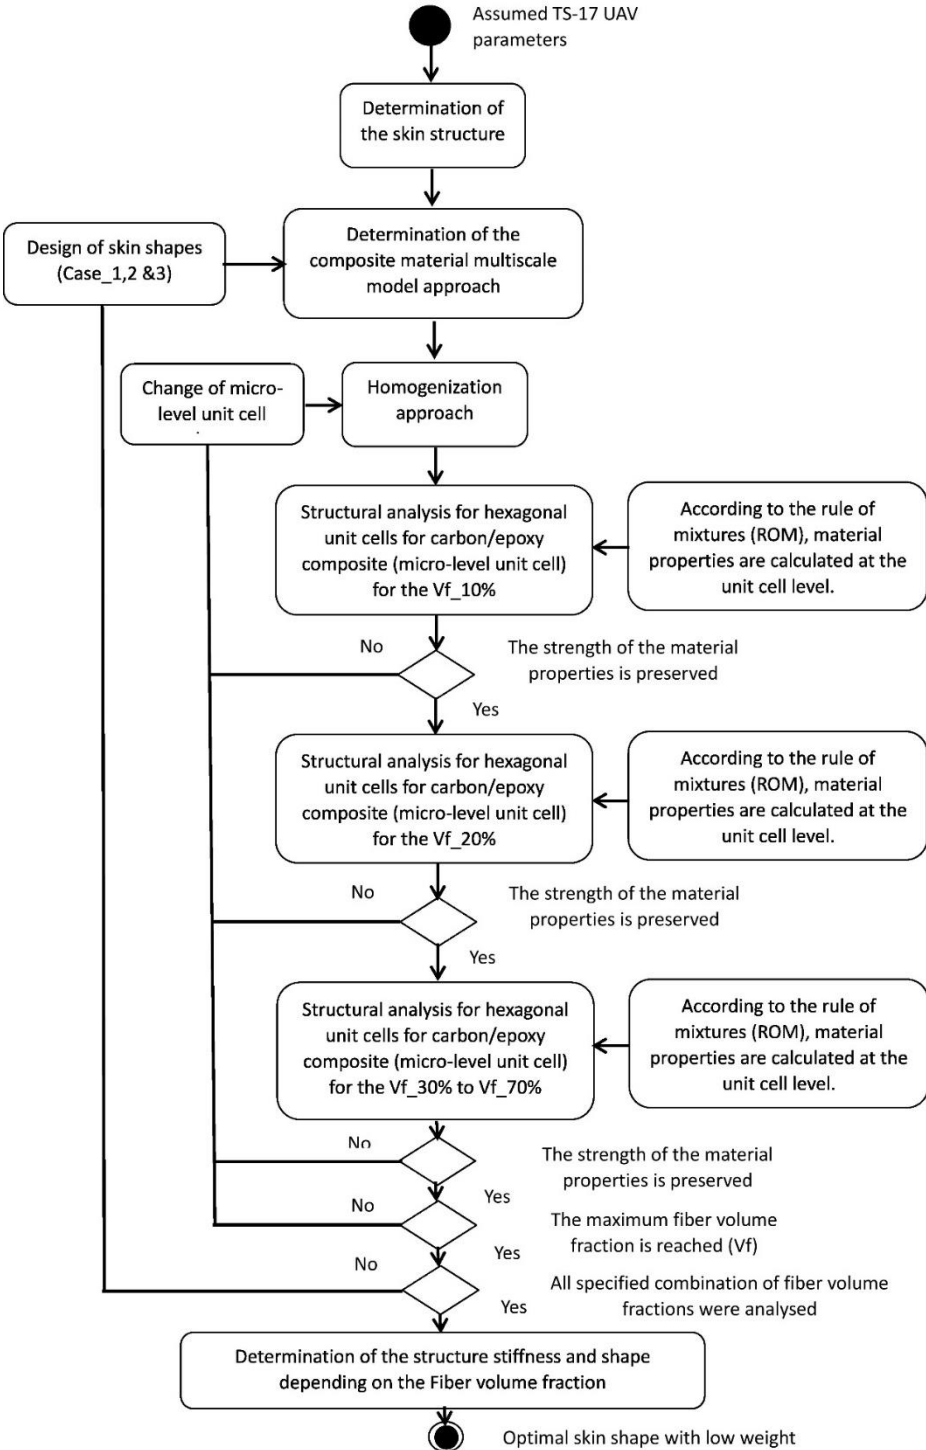 Assumed TS-17 UAV
parameters
Determination of
the skin structure
Design of skin shapes
(Case_1,2 &3)
Determination of the
composite material multiscale
model approach
Change of micro-
level unit cell
Homogenization
approach
Structural analysis for hexagonal
unit cells for carbon/epoxy
composite (micro-level unit cell)
for the Vf_10%
According to the rule of
mixtures (ROM), material
properties are calculated at the
unit cell level.
No
The strength of the material
properties is preserved
Yes
Structural analysis for hexagonal
unit cells for carbon/epoxy
composite (micro-level unit cell)
for the Vf_20%
According to the rule of
mixtures (ROM), material
properties are calculated at the
unit cell level.
No
The strength of the material
properties is preserved
Yes
Structural analysis for hexagonal
unit cells for carbon/epoxy
composite (micro-level unit cell)
for the Vf_30% to Vf_70%
According to the rule of
mixtures (ROM), material
properties are calculated at the
unit cell level.
No
The strength of the material
properties is preserved
Yes
No
The maximum fiber volume
fraction is reached (Vf)
Yes
No
All specified combination of fiber volume
fractions were analysed
Yes
Determination of the structure stiffness and shape
depending on the Fiber volume fraction
Optimal skin shape with low weight